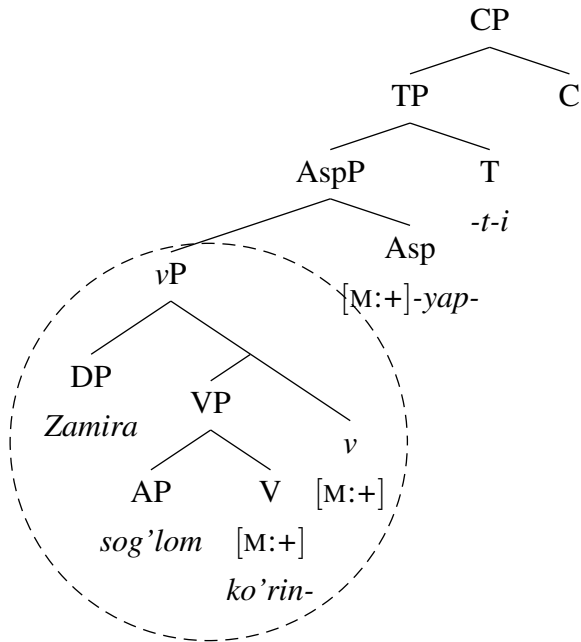 CP
TP C
AspP T
-t-i
vP Asp
[M:+]-yap-
DP VP
Zamira v
AP V [M:+]
sog'lom [M:+]
ko'rin-